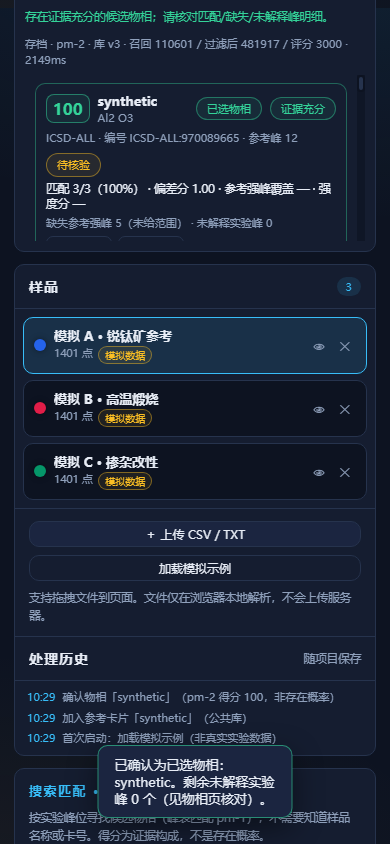 存在证据充分的候选物相；请核对匹配/缺失/未解释峰明细。
存档 · pm-2 · 库 v3 · 召回 110601 / 过滤后 481917 / 评分 3000 ·
2149ms
100
synthetic
Al2 O3
已选物相
证据充分
ICSD-ALL · 编号 ICSD-ALL:970089665 · 参考峰 12
待核验
匹配 3/3（100%） · 偏差分 1.00 · 参考强峰覆盖 — · 强
度分 —
缺失参考强峰 5（未给范围） · 未解释实验峰 0
样品
3
模拟 A • 锐钛矿参考
1401 点 模拟数据
模拟 B • 高温煅烧
1401 点 模拟数据
模拟 C • 掺杂改性
1401 点 模拟数据
+ 上传 CSV / TXT
加载模拟示例
支持拖拽文件到页面。文件仅在浏览器本地解析，不会上传服务
器。
处理历史
随项目保存
10:29 确认物相「synthetic」（pm-2 得分 100，非存在概率）
10:29 加入参考卡片「synthetic」（公共库）
10:29 首次启动：加载模拟示例（非真实实验数据）
已确认为已选物相：
synthetic。剩余未解释实验
峰 0 个（见物相页核对）。
搜索匹配 •
按实验峰位寻找候选物相（峰表匹配 pm-1），不需要知道样品
名称或卡号。得分为证据构成，不是存在概率。